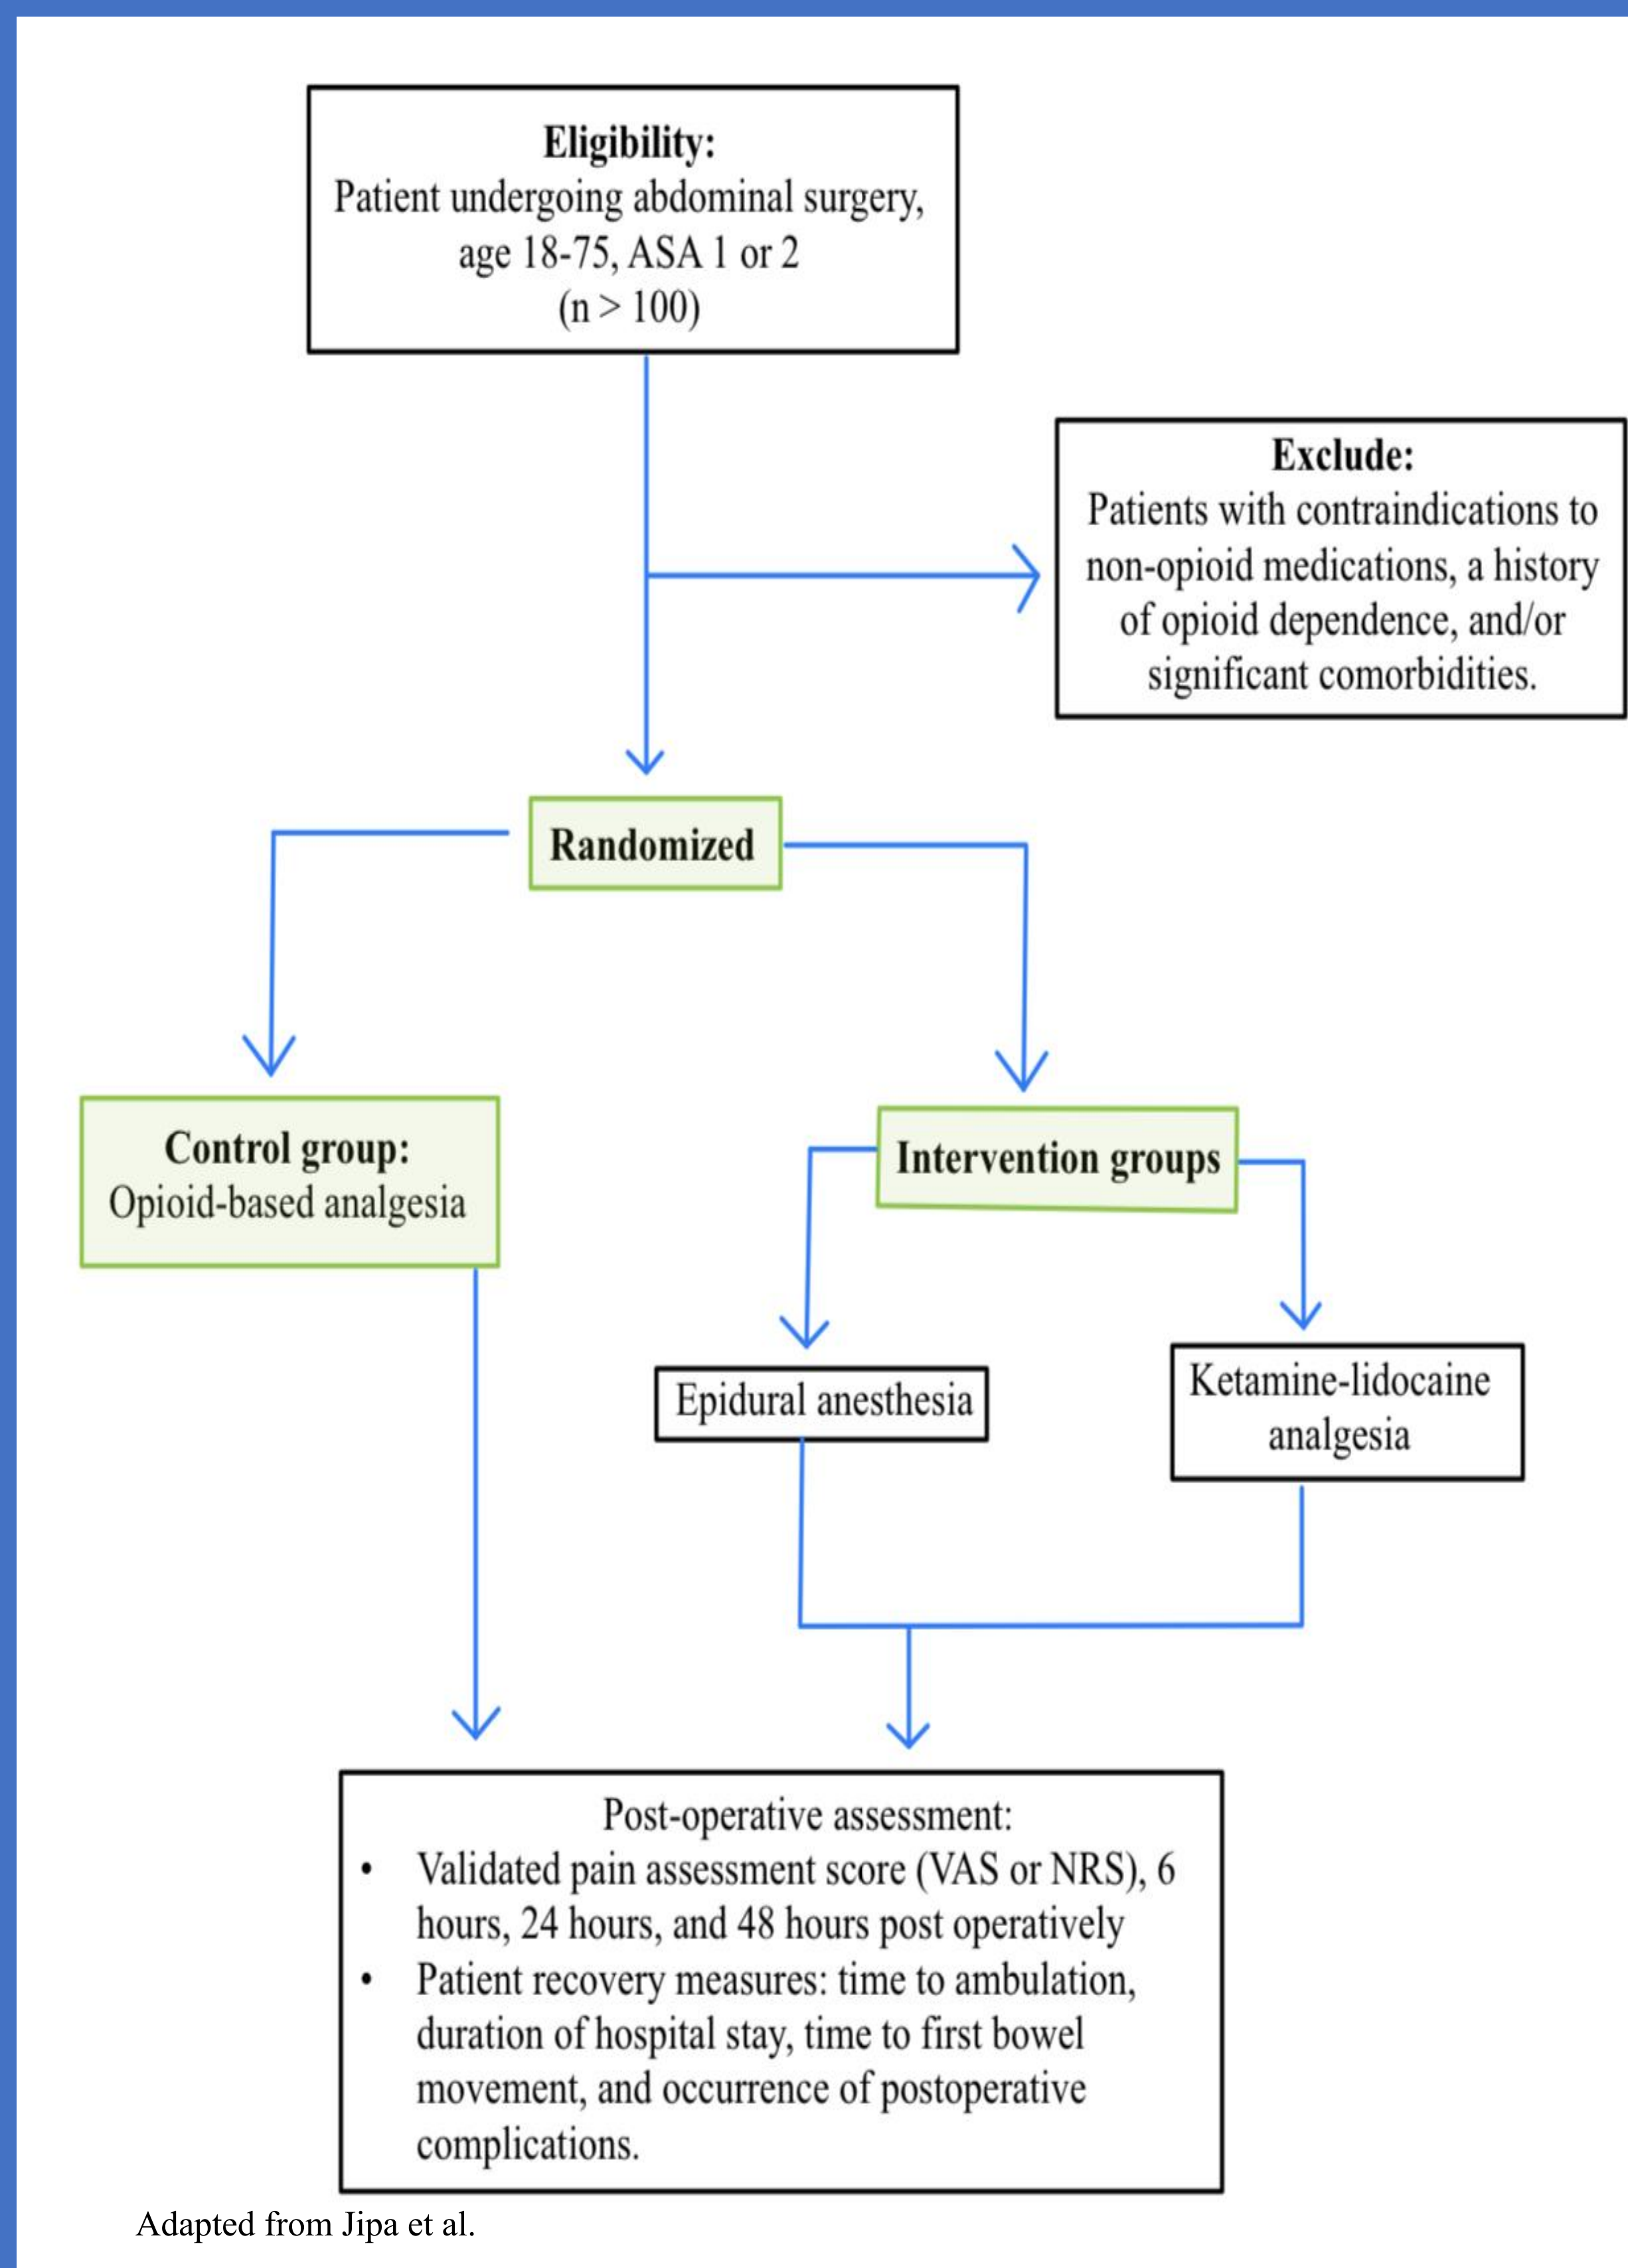 Eligibility:
Patient undergoing abdominal surgery,
age 18-75, ASA 1 or 2
(n > 100)
Exclude:
Patients with contraindications to
non-opioid medications, a history
of opioid dependence, and/or
significant comorbidities.
Randomized
Control group:
Opioid-based analgesia
Intervention groups
Epidural anesthesia
Ketamine-lidocaine
analgesia
Post-operative assessment:
• Validated pain assessment score (VAS or NRS), 6
hours, 24 hours, and 48 hours post operatively
• Patient recovery measures: time to ambulation,
duration of hospital stay, time to first bowel
movement, and occurrence of postoperative
complications.
Adapted from Jipa et al.